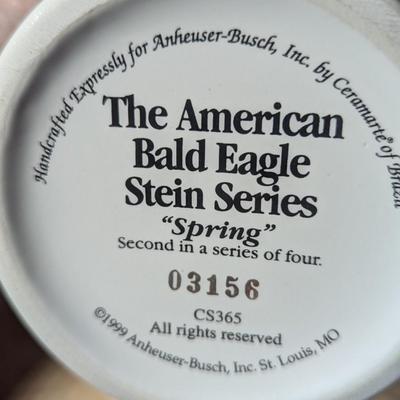 Handcrafted Expressly for Anheuser-Busch, Inc. by Ceramarte® of Brazil
The American
Bald Eagle
Stein Series
"Spring"
Second in a series of four.
03156
CS365
All rights reserved
©1999 Anheuser-Busch, Inc. St. Louis, MO